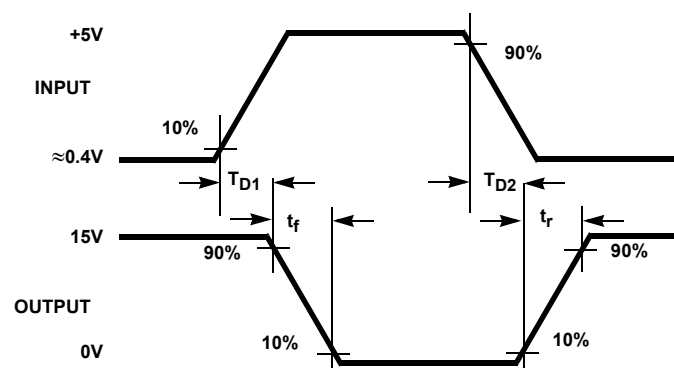 +5V
90%
INPUT
10%
≈0.4V
TD1
TD2
tf
tr
15V
90%
90%
OUTPUT
10%
10%
0V